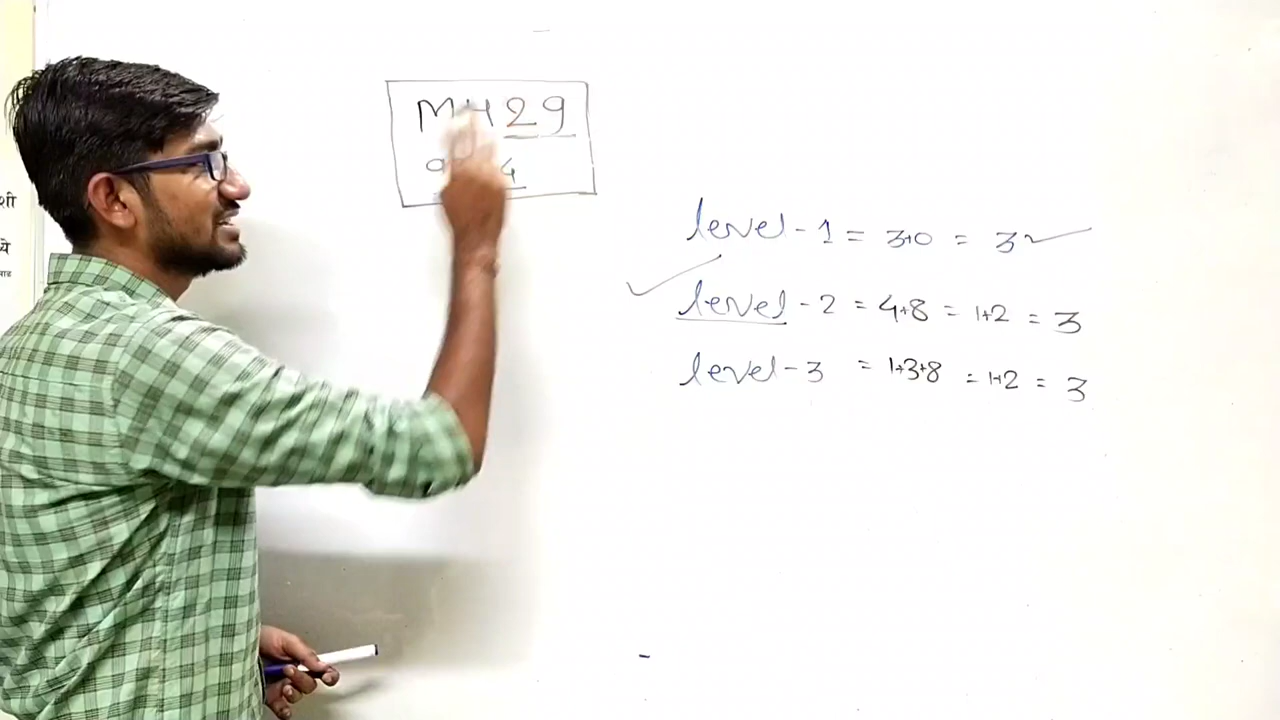 MH29
level - 1 = 3+0 = 3
level - 2 = 4+8 = 1+2 = 3
level - 3 = 1+3+8 = 1+2 = 3